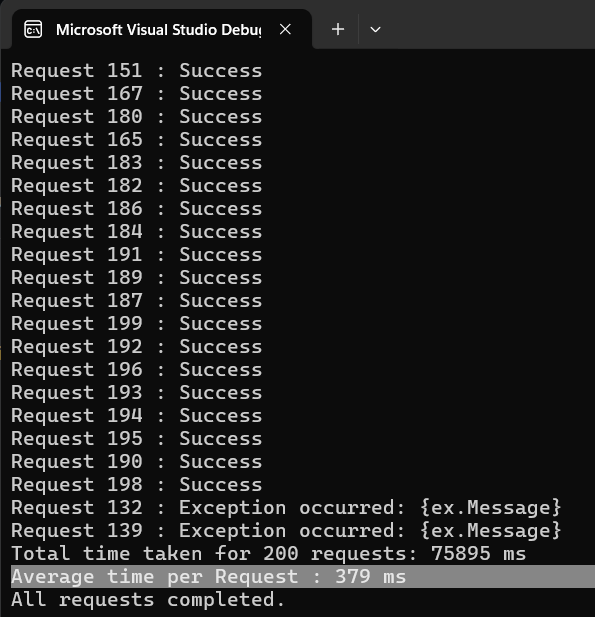 Microsoft Visual Studio Debu
Request 151 : Success
Request 167 : Success
Request 180 : Success
Request 165 : Success
Request 183 : Success
Request 182 : Success
Request 186 : Success
Request 184 : Success
Request 191 : Success
Request 189 : Success
Request 187 : Success
Request 199 : Success
Request 192 : Success
Request 196 : Success
Request 193 : Success
Request 194 : Success
Request 195 : Success
Request 190 : Success
Request 198 : Success
Request 132 : Exception occurred: {ex.Message}
Request 139 : Exception occurred: {ex.Message}
Total time taken for 200 requests: 75895 ms
Average time per Request : 379 ms
All requests completed.